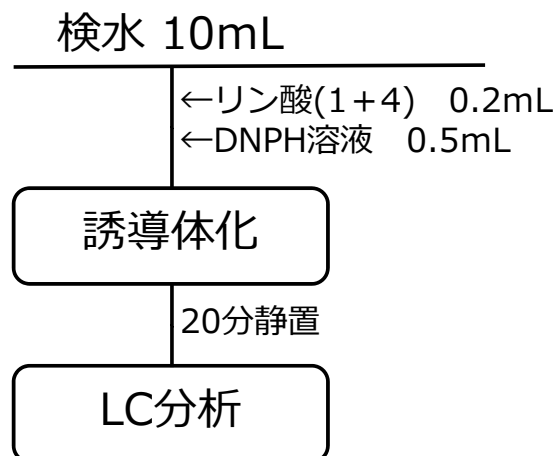 検水 10mL
←リン酸(1+4)　0.2mL
←DNPH溶液　0.5mL
誘導体化
20分静置
LC分析